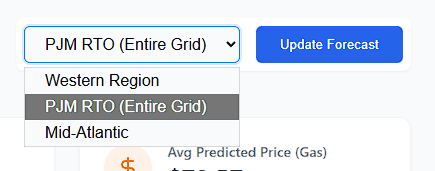 PJM RTO (Entire Grid)
Update Forecast
Western Region
PJM RTO (Entire Grid)
Mid-Atlantic
Avg Predicted Price (Gas)
$